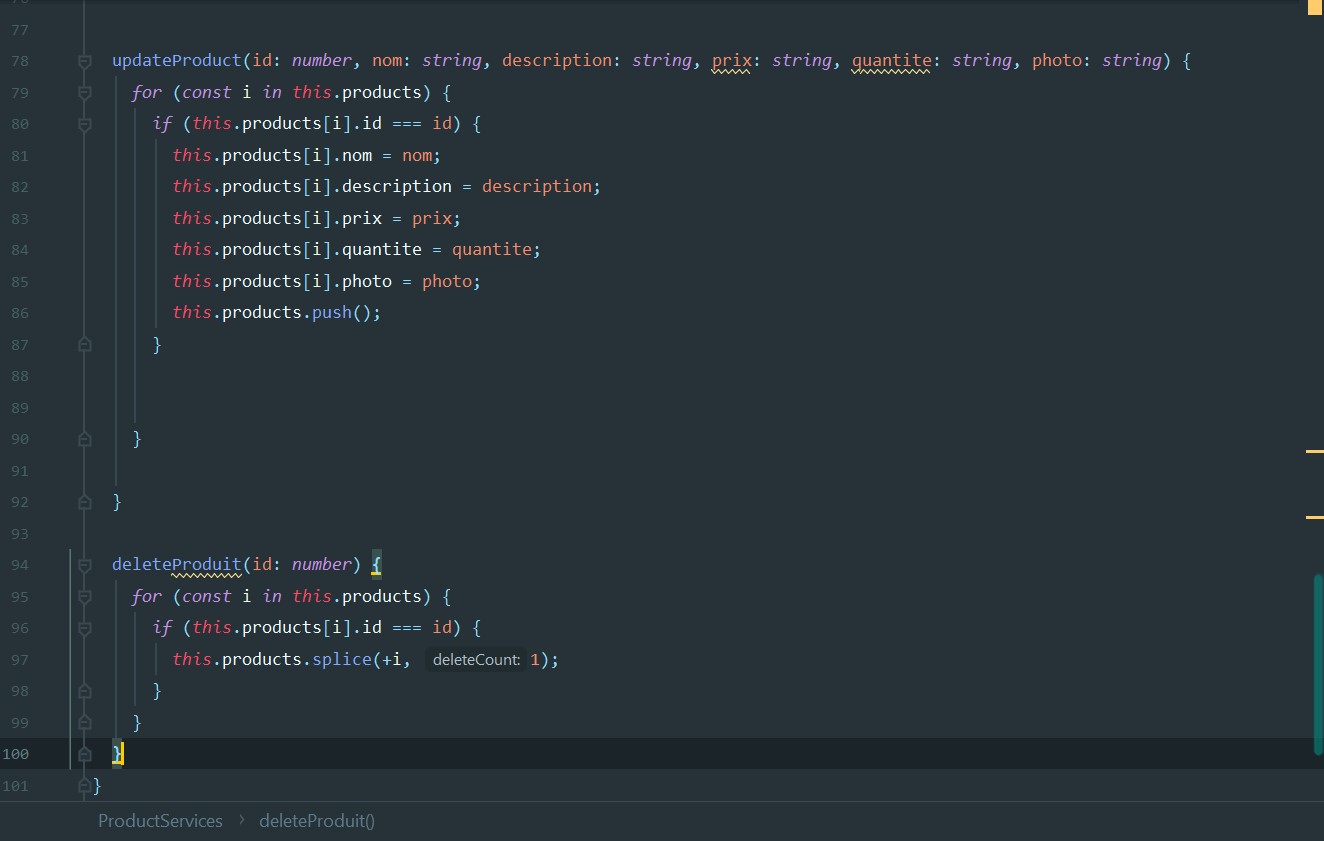 77
78 updateProduct(id: number, nom: string, description: string, prix: string, quantite: string, photo: string) {
79 for (const i in this.products) {
80 if (this.products[i].id === id) {
81 this.products[i].nom = nom;
82 this.products[i].description = description;
83 this.products[i].prix = prix;
84 this.products[i].quantite = quantite;
85 this.products[i].photo = photo;
86 this.products.push();
87 }
88
89
90 }
91
92 }
93
94 deleteProduit(id: number) {
95 for (const i in this.products) {
96 if (this.products[i].id === id) {
97 this.products.splice(+i, deleteCount: 1);
98 }
99 }
100 }
101 }
ProductServices › deleteProduit()